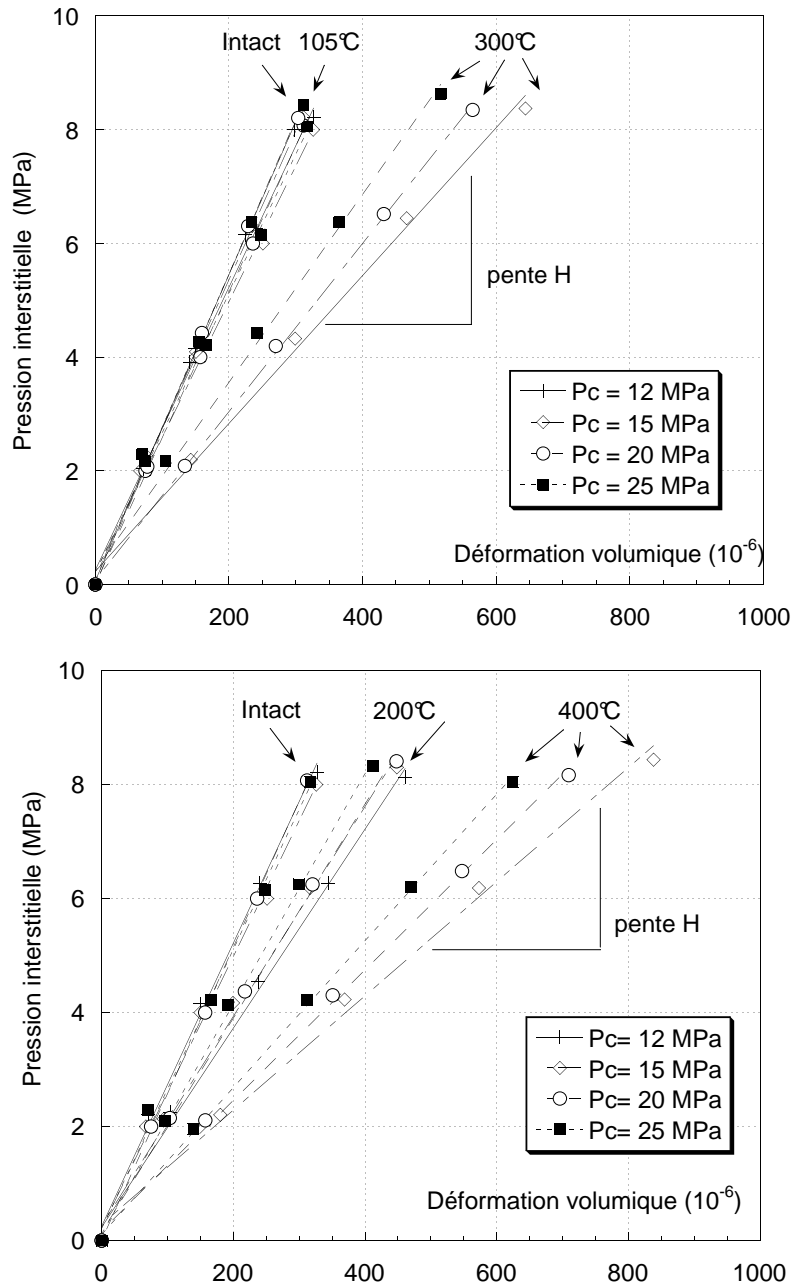 10
Intact 105°C 300°C
8
Pression interstitielle (MPa)
6
pente H
4
Pc = 12 MPa
Pc = 15 MPa
Pc = 20 MPa
Pc = 25 MPa
2
Déformation volumique (10-6)
0
0 200 400 600 800 1000
10
Intact 200°C 400°C
8
Pression interstitielle (MPa)
6
pente H
4
Pc= 12 MPa
Pc= 15 MPa
Pc= 20 MPa
Pc= 25 MPa
2
Déformation volumique (10-6)
0
0 200 400 600 800 1000